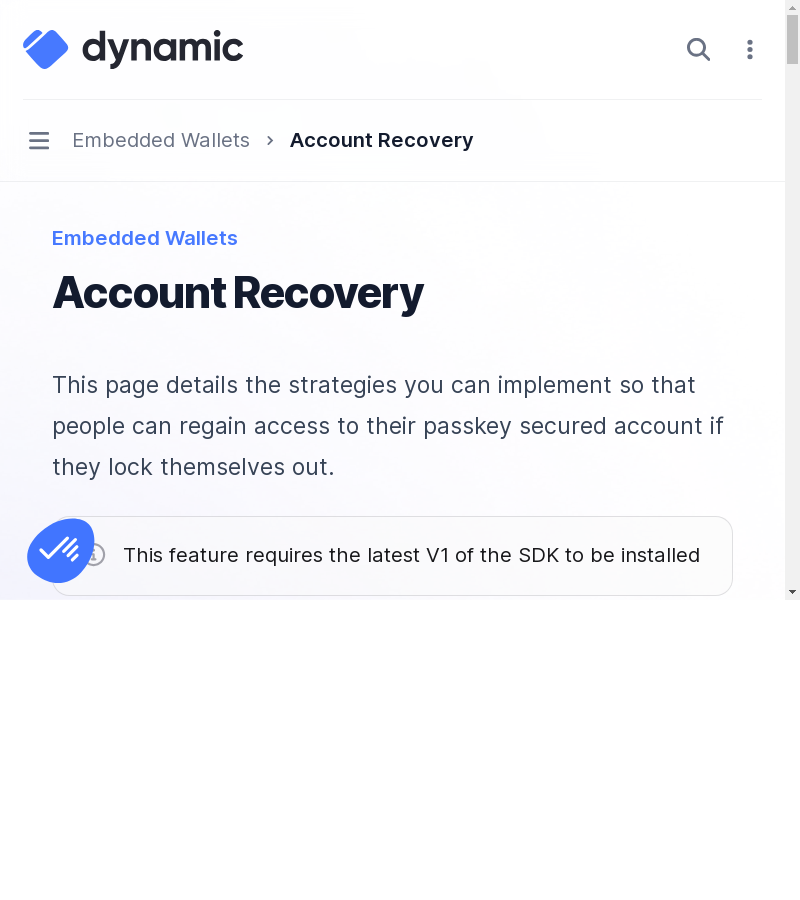 dynamic
Embedded Wallets > Account Recovery
Embedded Wallets
Account Recovery
This page details the strategies you can implement so that
people can regain access to their passkey secured account if
they lock themselves out.
This feature requires the latest V1 of the SDK to be installed